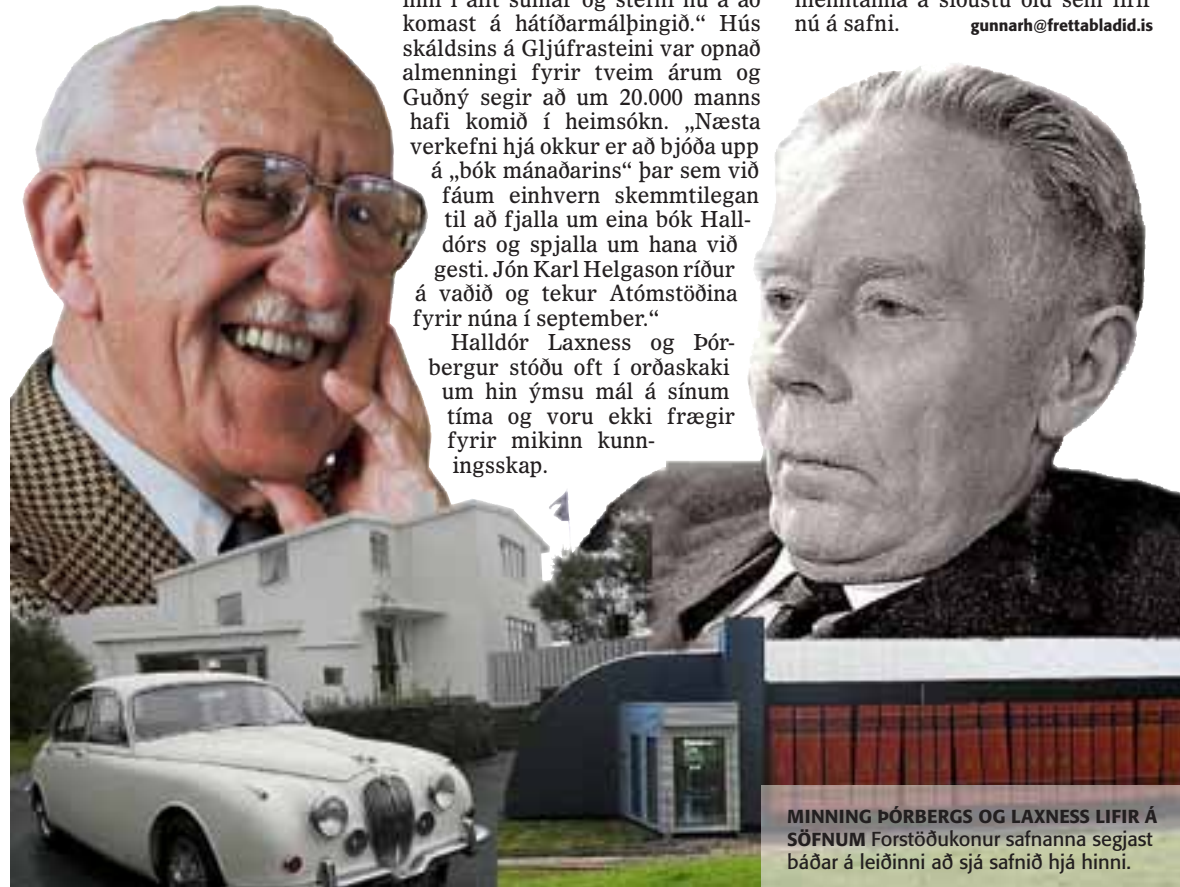 í allt sumar og stefni nú á að
komast á hátíðarmálþingið.“ Hús
skáldsins á Gljúfrasteini var opnað
almenningi fyrir tveim árum og
Guðný segir að um 20.000 manns
hafi komið í heimsókn. „Næsta
verkefni hjá okkur er að bjóða upp
á „bók mánaðarins“ þar sem við
fáum einhvern skemmtilegan
til að fjalla um eina bók Hall-
dórs og spjalla um hana við
gesti. Jón Karl Helgason ríður
á vaðið og tekur Atómstöðina
fyrir núna í september.“
Halldór Laxness og Þór-
bergur stóðu oft í orðaskaki
um hin ýmsu mál á sínum
tíma og voru ekki frægir
fyrir mikinn kunn-
ingsskap.
á síðustu öld sem lifir
nú á safni.
gunnarh@frettabladid.is
MINNING ÞÓRBERGS OG LAXNESS LIFIR Á
SÖFNUM Forstöðukonur safnanna segjast
báðar á leiðinni að sjá safnið hjá hinni.